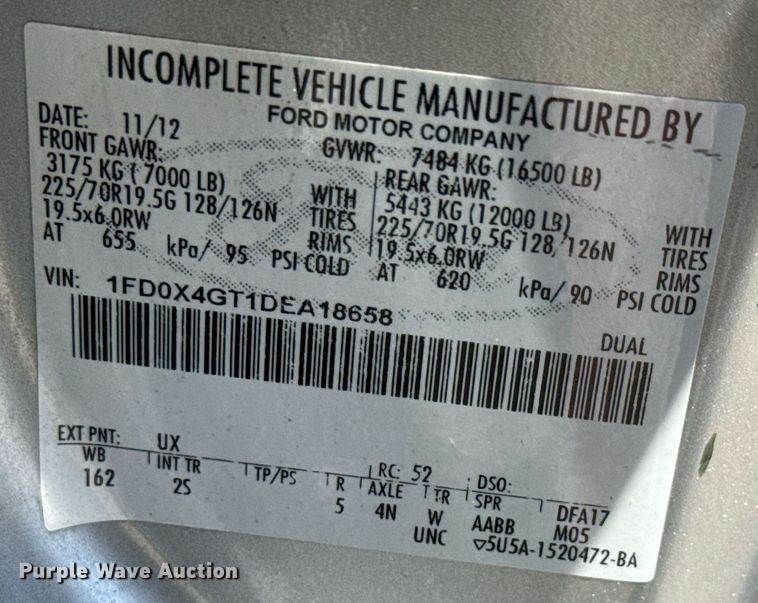 INCOMPLETE VEHICLE MANUFACTURED BY
FORD MOTOR COMPANY
DATE: 11/12 GVWR: 7484 KG (16500 LB)
FRONT GAWR: REAR GAWR:
3175 KG ( 7000 LB) WITH 5443 KG (12000 LB) WITH
225/70R19.5G 128/126N TIRES 225/70R19.5G 128/126N TIRES
19.5x6.0RW RIMS 19.5x6.0RW RIMS
AT 655 kPa/ 95 PSI COLD AT 620 kPa/ 90 PSI COLD
VIN: 1FD0X4GT1DEA18658
DUAL
EXT PNT: UX RC: 52 DSO:
WB INT TR TP/PS R AXLE TR SPR DFA17
162 2S 5 4N W AABB M05
UNC ▽5U5A-1520472-BA
Purple Wave Auction